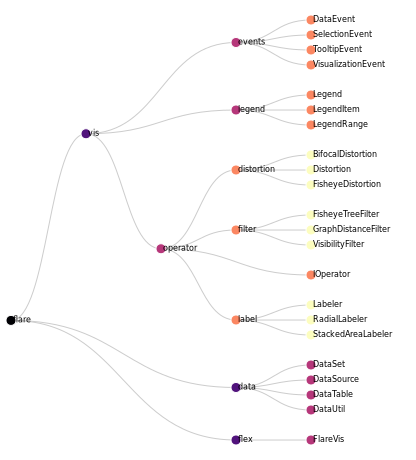 DataEvent
SelectionEvent
events
TooltipEvent
VisualizationEvent
Legend
legend
LegendItem
LegendRange
vis
BifocalDistortion
distortion
Distortion
FisheyeDistortion
FisheyeTreeFilter
filter
GraphDistanceFilter
VisibilityFilter
operator
IOperator
Labeler
label
RadialLabeler
StackedAreaLabeler
flare
DataSet
DataSource
data
DataTable
DataUtil
flex
FlareVis